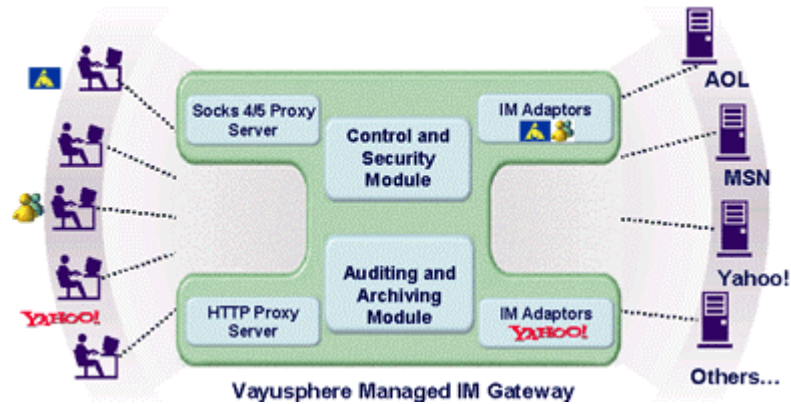 Socks 4/5 Proxy
Server
Control and
Security
Module
IM Adaptors
AOL
MSN
Yahoo!
Others...
YAHOO!
HTTP Proxy
Server
Auditing and
Archiving
Module
IM Adaptors
YAHOO!
Vayusphere Managed IM Gateway